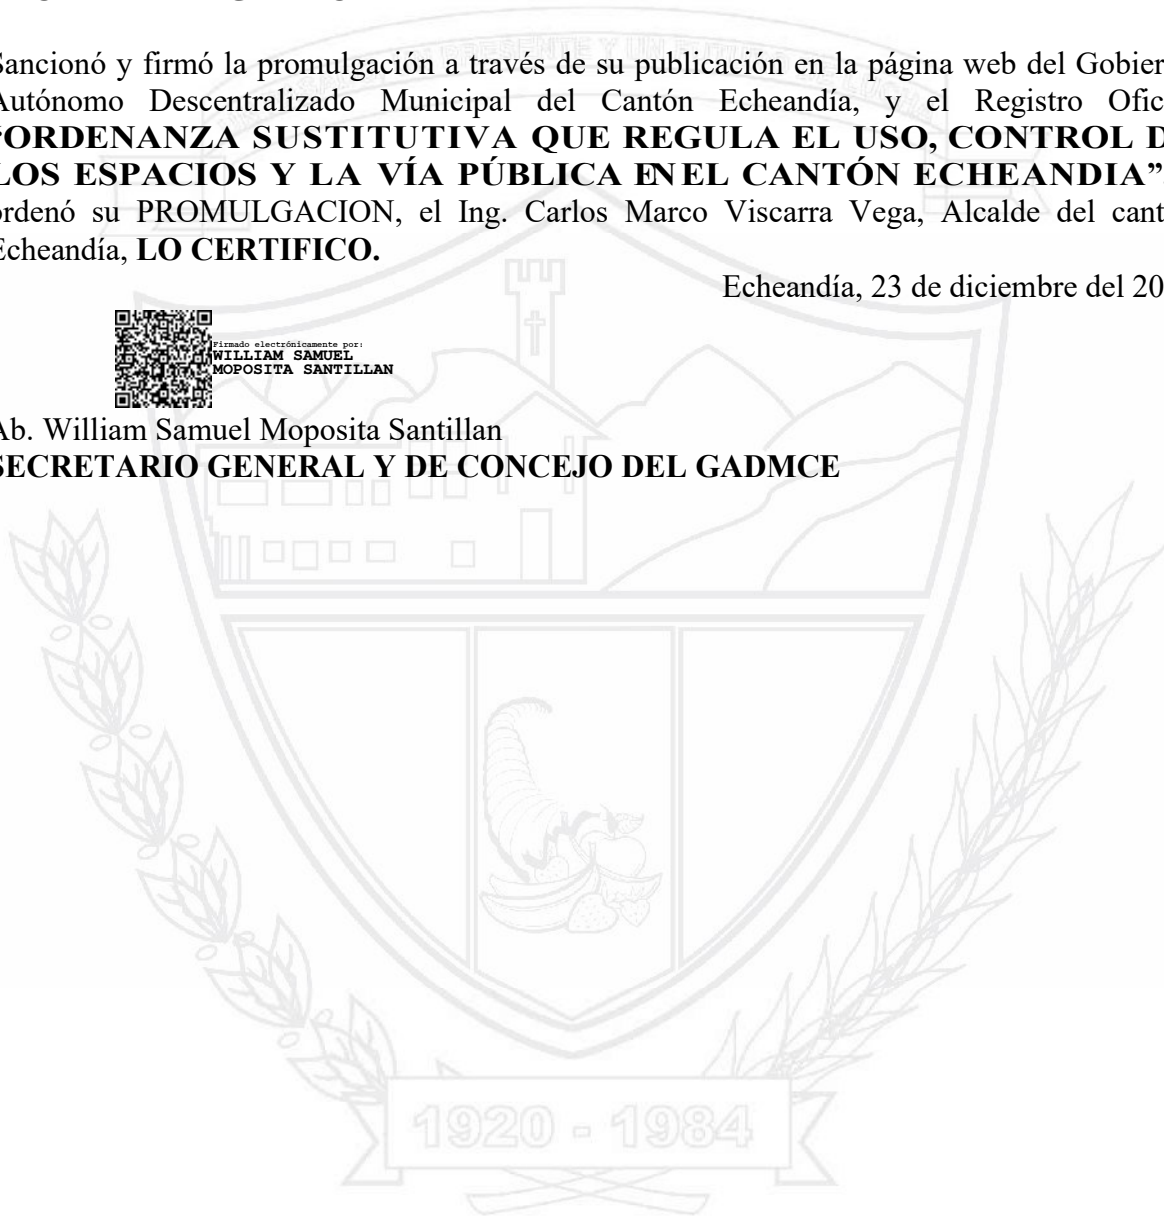 Sancionó y firmó la promulgación a través de su publicación en la página web del Gobier
Autónomo Descentralizado Municipal del Cantón Echeandía, y el Registro Ofic
“ORDENANZA SUSTITUTIVA QUE REGULA EL USO, CONTROL D
LOS ESPACIOS Y LA VÍA PÚBLICA EN EL CANTÓN ECHEANDIA”
ordenó su PROMULGACION, el Ing. Carlos Marco Viscarra Vega, Alcalde del cant
Echeandía, LO CERTIFICO.
Echeandía, 23 de diciembre del 20
Firmado electrónicamente por:
WILLIAM SAMUEL
MOPOSITA SANTILLAN
Ab. William Samuel Moposita Santillan
SECRETARIO GENERAL Y DE CONCEJO DEL GADMCE
1920 - 1984